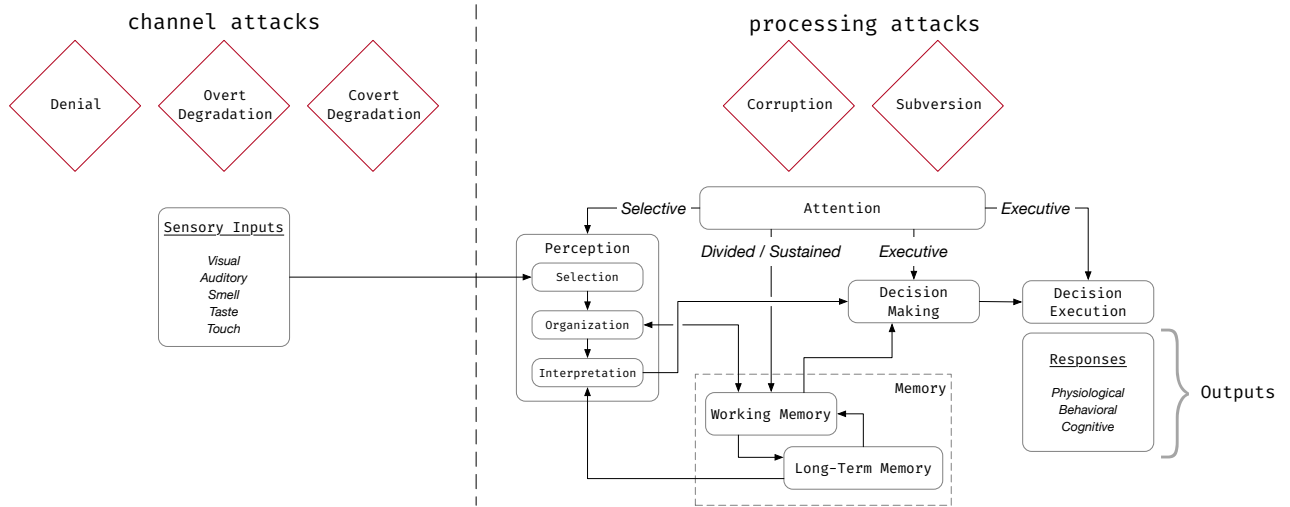 channel attacks
processing attacks
Denial
Overt
Degradation
Covert
Degradation
Corruption
Subversion
Sensory Inputs
Visual
Auditory
Smell
Taste
Touch
Selective
Attention
Executive
Perception
Divided / Sustained
Executive
Selection
Organization
Interpretation
Decision
Making
Decision
Execution
Memory
Working Memory
Long-Term Memory
Responses
Physiological
Behavioral
Cognitive
Outputs